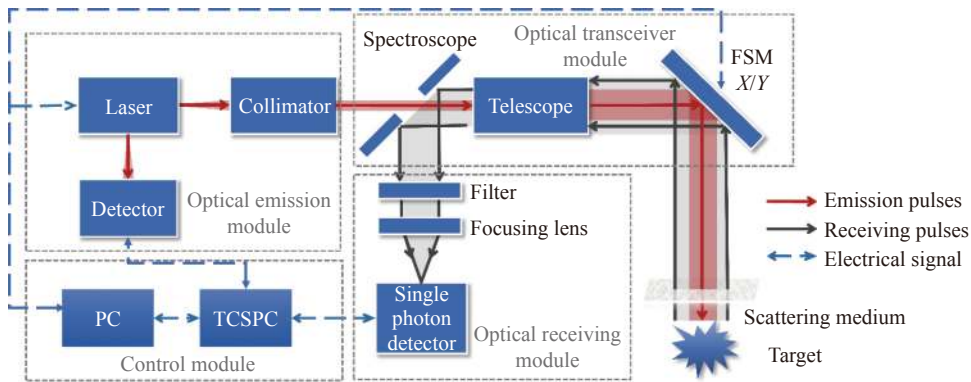 Spectroscope
Optical transceiver
module
FSM
X/Y
Laser
Collimator
Telescope
Detector
Optical emission
module
Filter
Focusing lens
Emission pulses
Receiving pulses
Electrical signal
PC
TCSPC
Single
photon
detector
Optical receiving
module
Control module
Scattering medium
Target